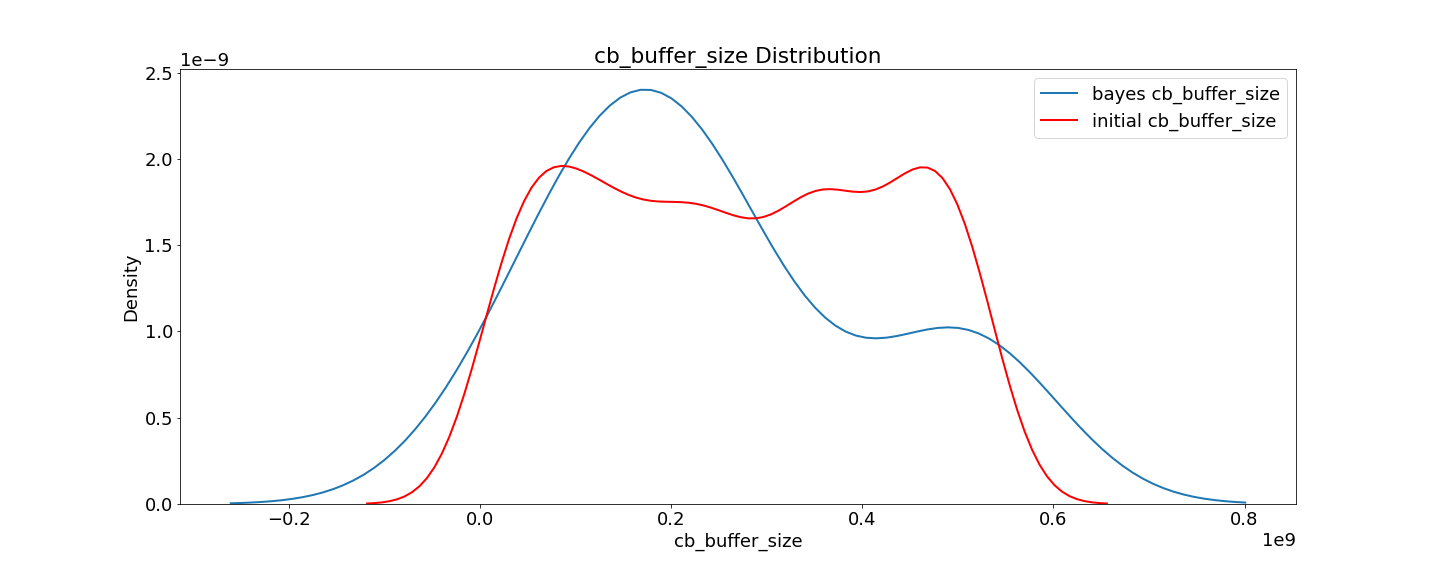 cb_buffer_size Distribution
1e−9
2.5
2.0
1.5
1.0
0.5
0.0
Density
bayes cb_buffer_size
initial cb_buffer_size
−0.2
0.0
0.2
0.4
0.6
0.8
cb_buffer_size
1e9